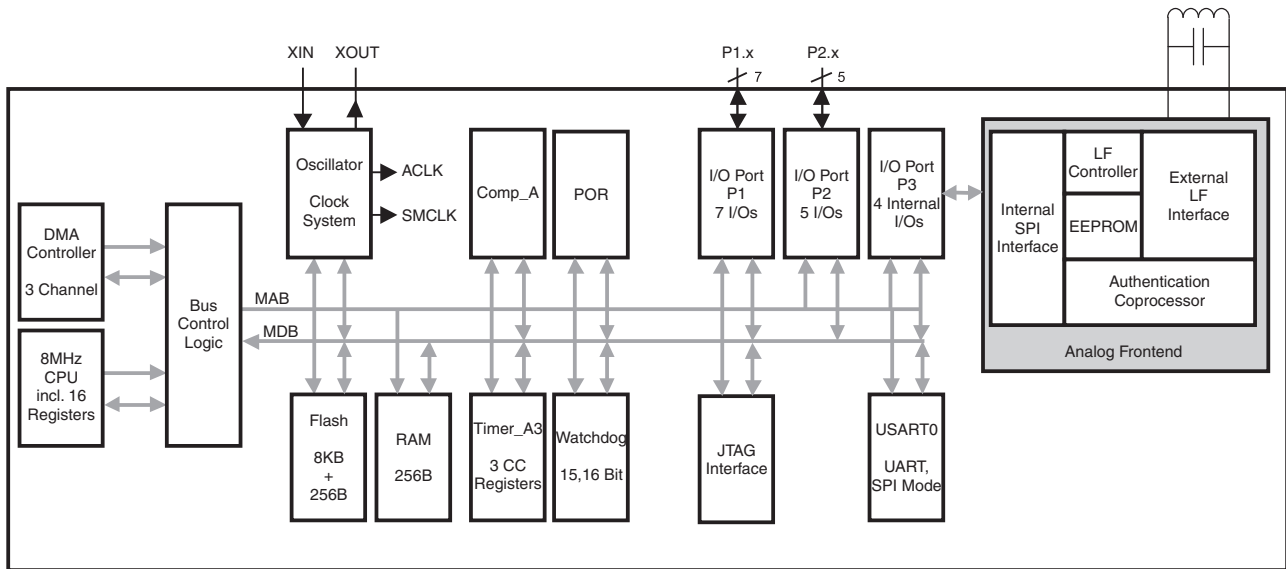 XIN
XOUT
P1.x
7
P2.x
5
Oscillator
Clock
System
ACLK
SMCLK
Comp_A
POR
I/O Port
P1
7 I/Os
I/O Port
P2
5 I/Os
I/O Port
P3
4 Internal
I/Os
Internal
SPI
Interface
LF
Controller
EEPROM
External
LF
Interface
Authentication
Coprocessor
Analog Frontend
DMA
Controller
3 Channel
8MHz
CPU
incl. 16
Registers
Bus
Control
Logic
MAB
MDB
Flash
8KB
+
256B
RAM
256B
Timer_A3
3 CC
Registers
Watchdog
15,16 Bit
JTAG
Interface
USART0
UART,
SPI Mode